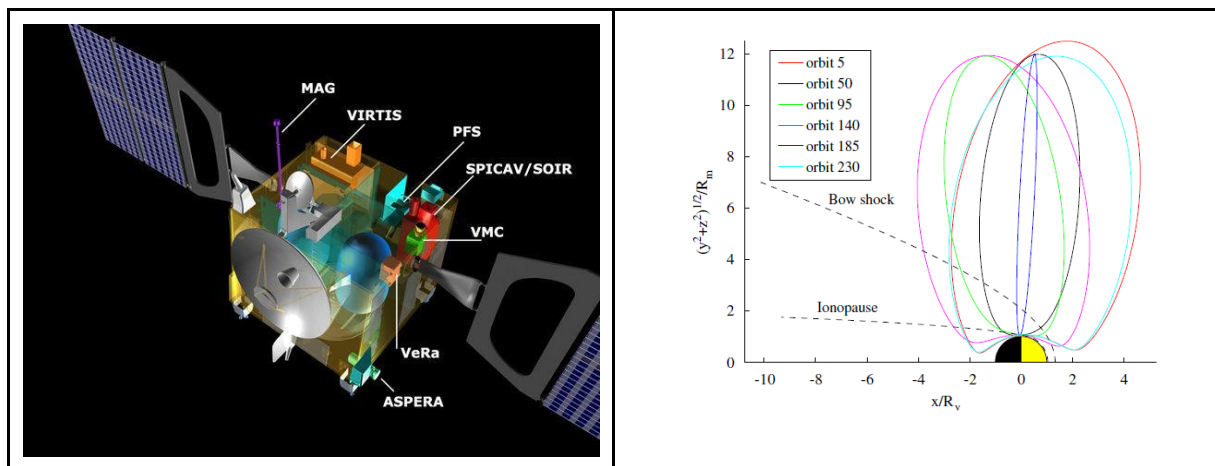 MAG
VIRTIS
PFS
SPICAV/SOIR
VMC
VeRa
ASPERA
12
10
8
6
4
2
0
(y²+z²)^1/2/Rm
orbit 5
orbit 50
orbit 95
orbit 140
orbit 185
orbit 230
Bow shock
Ionopause
-10 -8 -6 -4 -2 0 2 4
x/Rv